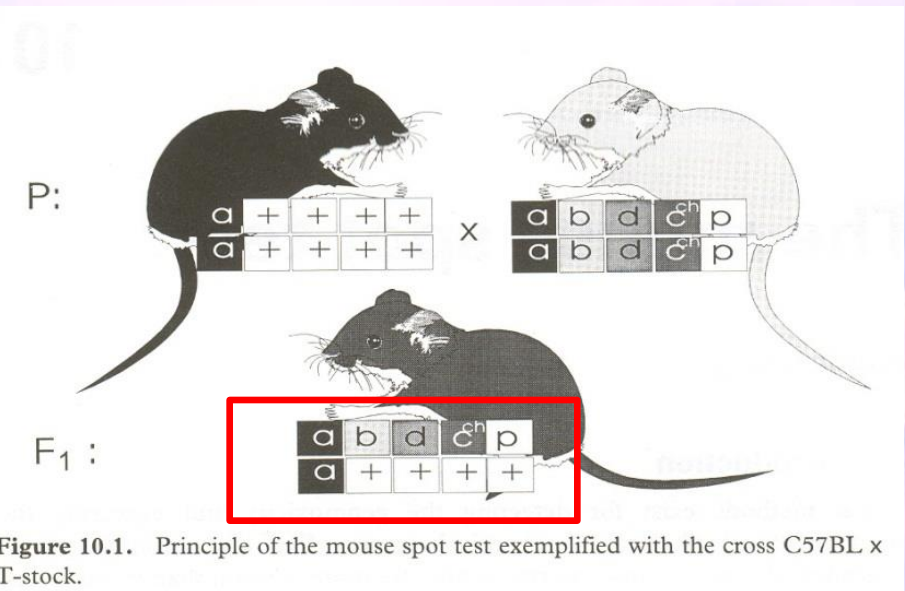 P:
a + + + +
a + + + +
x
a b d c^ch p
a b d c^ch p
F₁ :
a b d c^ch p
a + + + +
Figure 10.1. Principle of the mouse spot test exemplified with the cross C57BL x
T-stock.